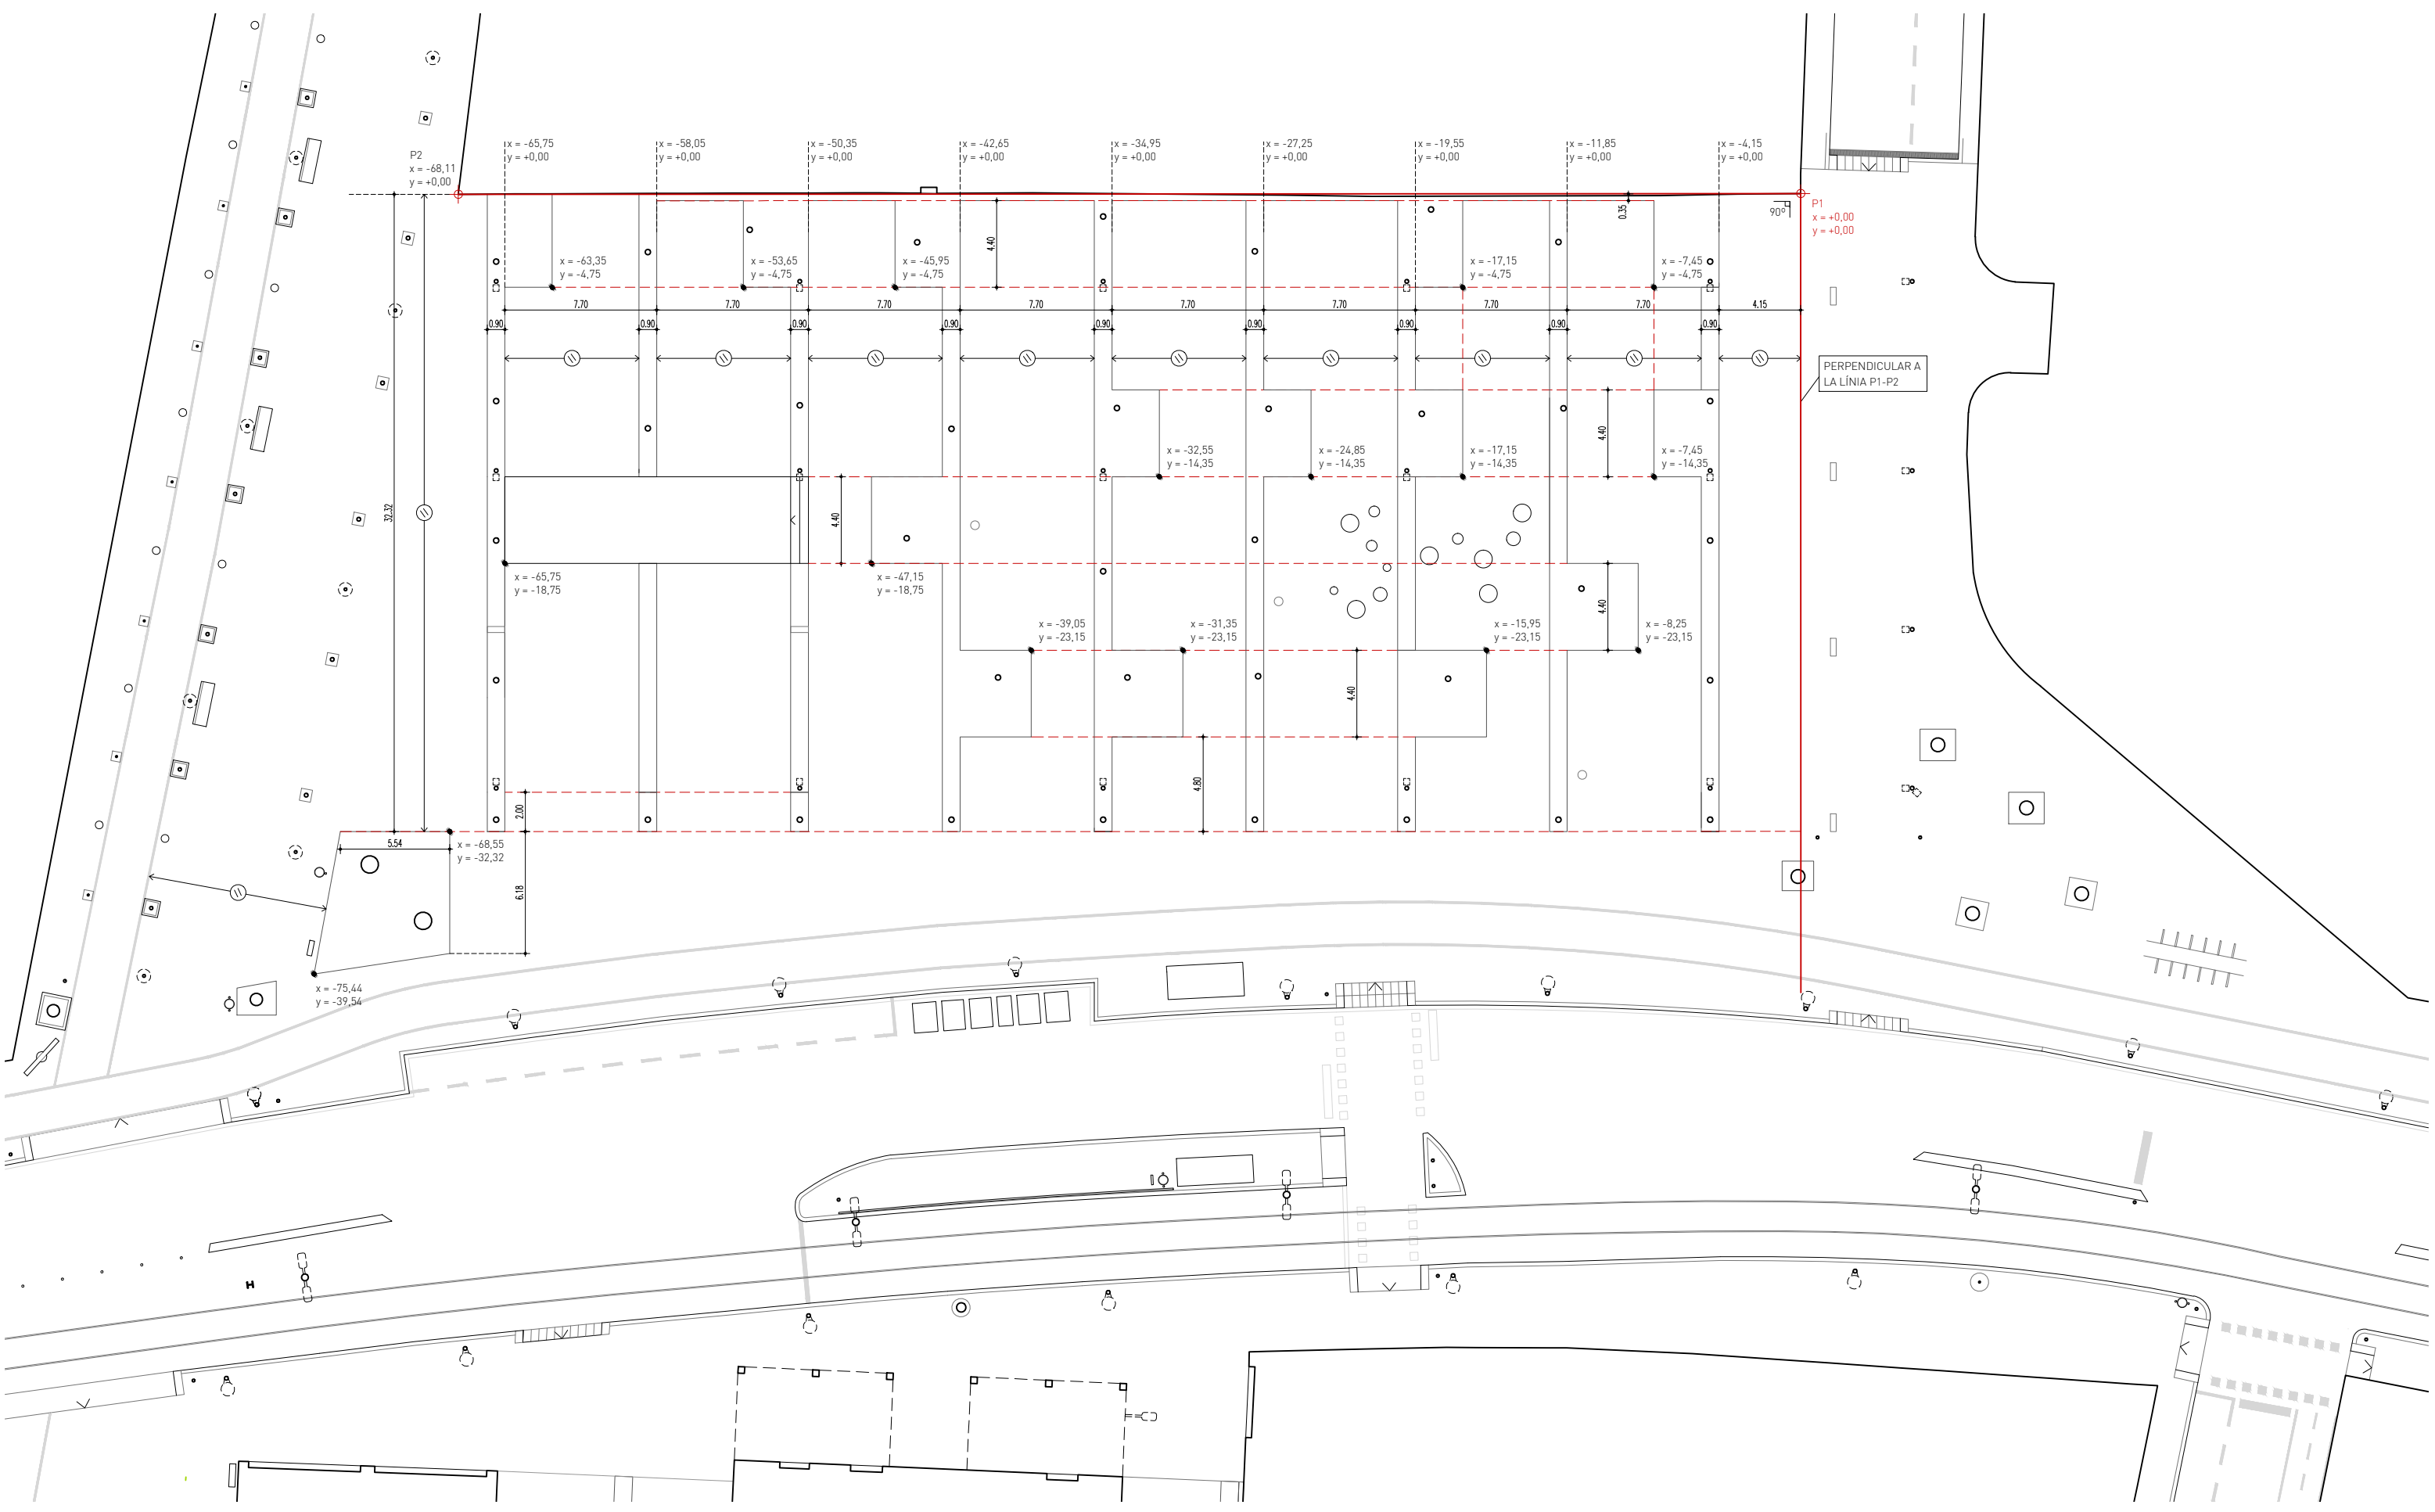 x = -65,75
y = +0,00
x = -58,05
y = +0,00
x = -50,35
y = +0,00
x = -42,65
y = +0,00
x = -34,95
y = +0,00
x = -27,25
y = +0,00
x = -19,55
y = +0,00
x = -11,85
y = +0,00
x = -4,15
y = +0,00
P2
x = -68,11
y = +0,00
P1
x = +0,00
y = +0,00
90º
0.35
4.40
x = -63,35
y = -4,75
x = -53,65
y = -4,75
x = -45,95
y = -4,75
x = -17,15
y = -4,75
x = -7,45
y = -4,75
7.70
7.70
7.70
7.70
7.70
7.70
7.70
7.70
4.15
0.90
0.90
0.90
0.90
0.90
0.90
0.90
0.90
0.90
PERPENDICULAR A
LA LÍNIA P1-P2
4.40
x = -32,55
y = -14,35
x = -24,85
y = -14,35
x = -17,15
y = -14,35
x = -7,45
y = -14,35
32.32
4.40
x = -65,75
y = -18,75
x = -47,15
y = -18,75
4.40
x = -39,05
y = -23,15
x = -31,35
y = -23,15
x = -15,95
y = -23,15
x = -8,25
y = -23,15
4.40
4.80
2.00
5.54
x = -68,55
y = -32,32
6.18
x = -75,44
y = -39,54
H